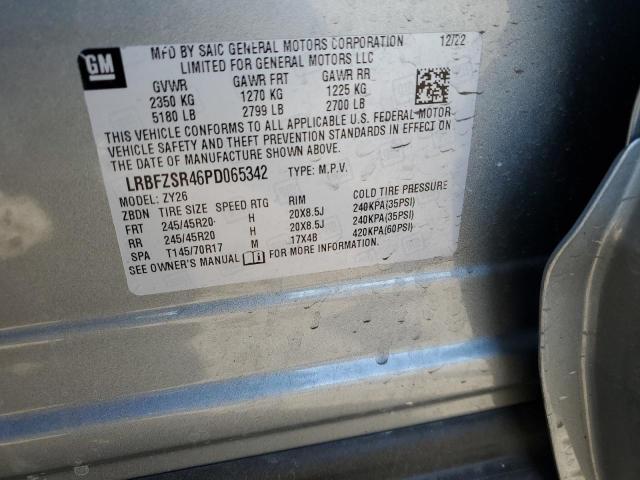 GM
MFD BY SAIC GENERAL MOTORS CORPORATION 12/22
LIMITED FOR GENERAL MOTORS LLC
GVWR GAWR FRT GAWR RR
2350 KG 1270 KG 1225 KG
5180 LB 2799 LB 2700 LB
THIS VEHICLE CONFORMS TO ALL APPLICABLE U.S. FEDERAL MOTOR
VEHICLE SAFETY AND THEFT PREVENTION STANDARDS IN EFFECT ON
THE DATE OF MANUFACTURE SHOWN ABOVE.
LRBFZSR46PD065342 TYPE: M.P.V.
ZY26
ZBDN TIRE SIZE SPEED RTG RIM COLD TIRE PRESSURE
FRT 245/45R20 H 20X8.5J 240KPA(35PSI)
RR 245/45R20 H 20X8.5J 240KPA(35PSI)
SPA T145/70R17 M 17X4B 420KPA(60PSI)
SEE OWNER'S MANUAL FOR MORE INFORMATION.